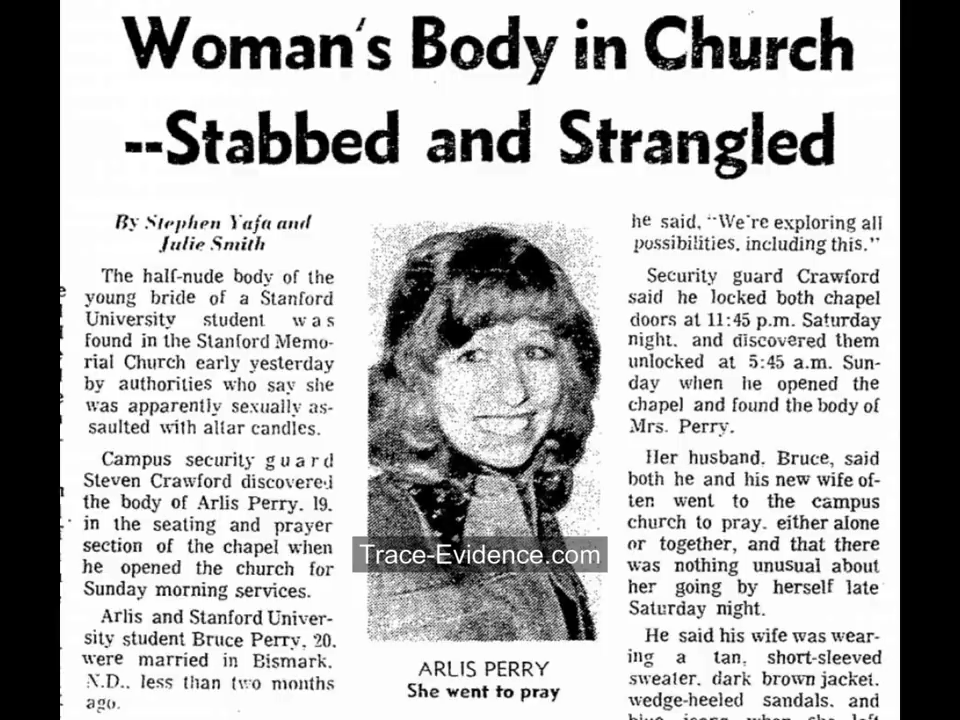 Woman's Body in Church
--Stabbed and Strangled
By Stephen Yafa and
Julie Smith
The half-nude body of the
young bride of a Stanford
University student was
found in the Stanford Memo-
rial Church early yesterday
by authorities who say she
was apparently sexually as-
saulted with altar candles.
Campus security guard
Steven Crawford discovered
the body of Arlis Perry, 19,
in the seating and prayer
section of the chapel when
he opened the church for
Sunday morning services.
Arlis and Stanford Univer-
sity student Bruce Perry, 20,
were married in Bismark,
N.D., less than two months
ago.
Trace-Evidence.com
ARLIS PERRY
She went to pray
he said, "We're exploring all
possibilities, including this."
Security guard Crawford
said he locked both chapel
doors at 11:45 p.m. Saturday
night, and discovered them
unlocked at 5:45 a.m. Sun-
day when he opened the
chapel and found the body of
Mrs. Perry.
Her husband, Bruce, said
both he and his new wife of-
ten went to the campus
church to pray, either alone
or together, and that there
was nothing unusual about
her going by herself late
Saturday night.
He said his wife was wear-
ing a tan, short-sleeved
sweater, dark brown jacket,
wedge-heeled sandals, and
blue jeans when she left